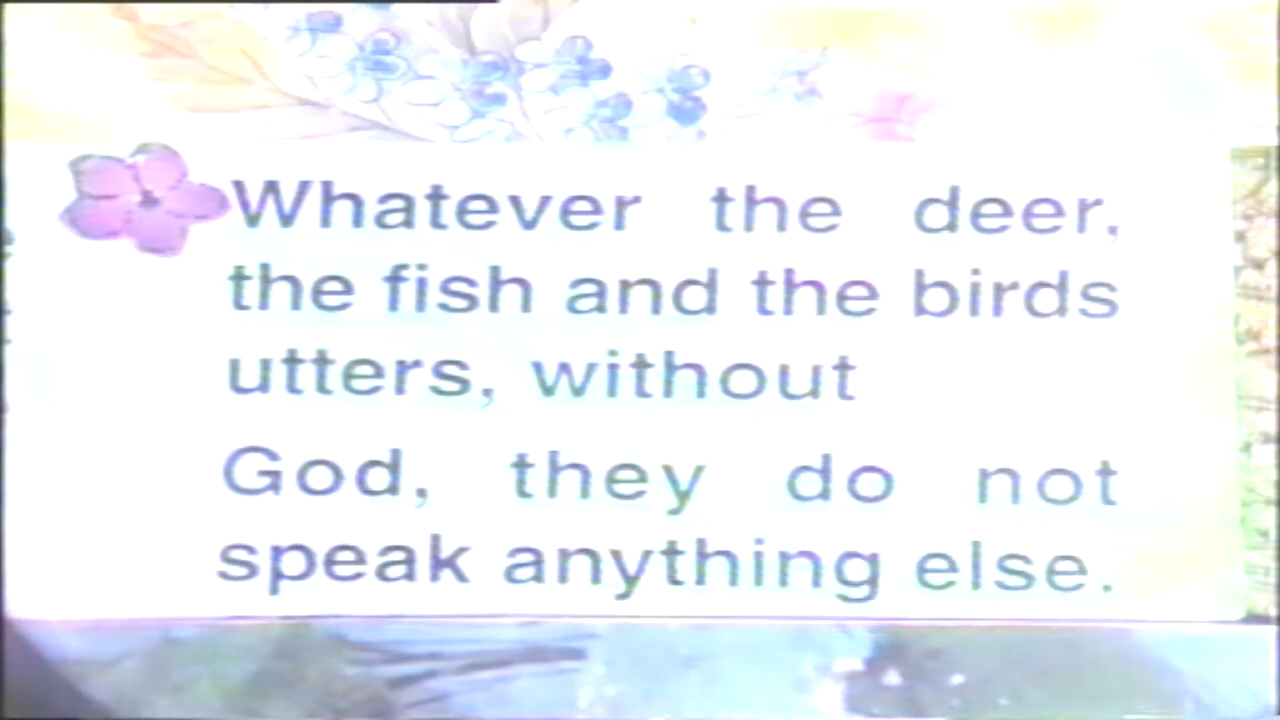 Whatever the deer,
the fish and the birds
utters, without
God, they do not
speak anything else.